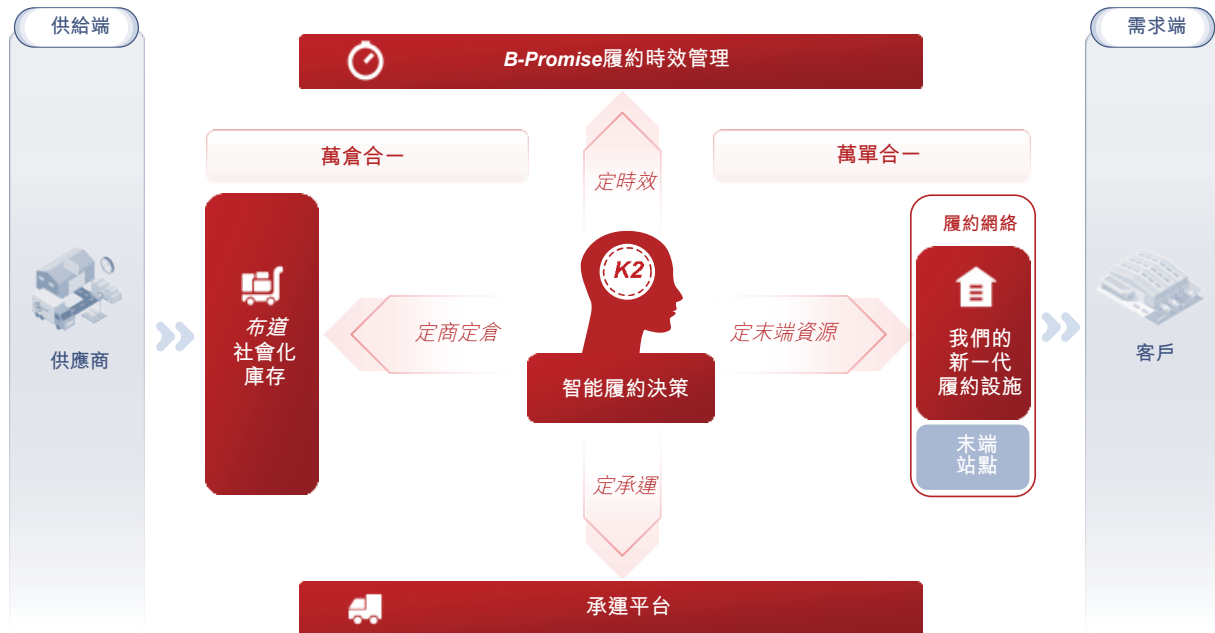 供給端
需求端
B-Promise履約時效管理
萬倉合一
萬單合一
定時效
履約網絡
K2
布道
社會化
庫存
定商定倉
定末端資源
我們的
新一代
履約設施
供應商
客戶
智能履約決策
末端
站點
定承運
承運平台